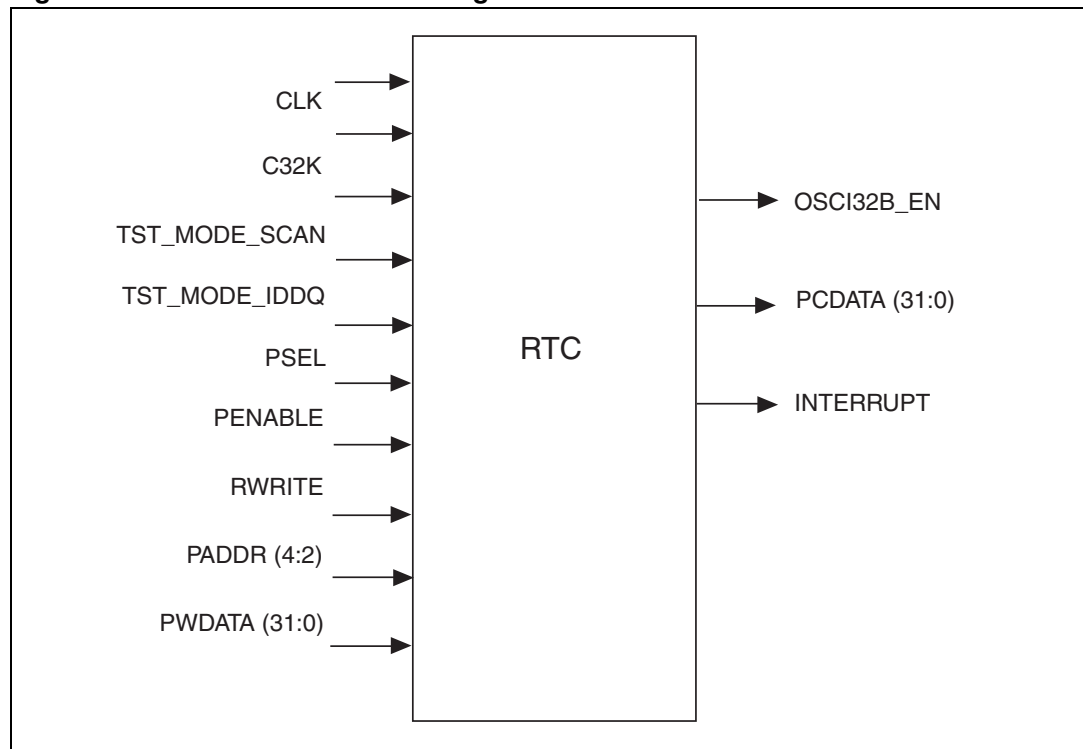 CLK
C32K
TST_MODE_SCAN
TST_MODE_IDDQ
PSEL
PENABLE
RWRITE
PADDR (4:2)
PWDATA (31:0)
RTC
OSCI32B_EN
PCDATA (31:0)
INTERRUPT